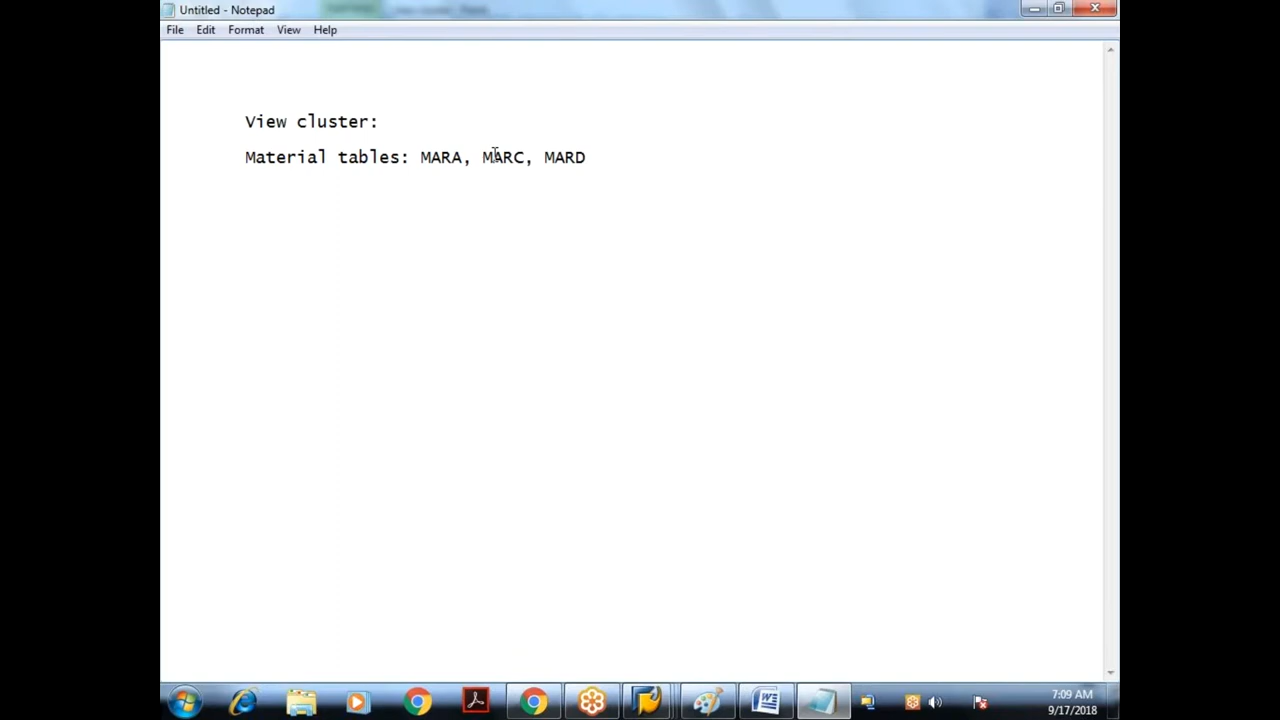 Untitled - Notepad
File Edit Format View Help
View cluster:
Material tables: MARA, MARC, MARD
7:09 AM
9/17/2018